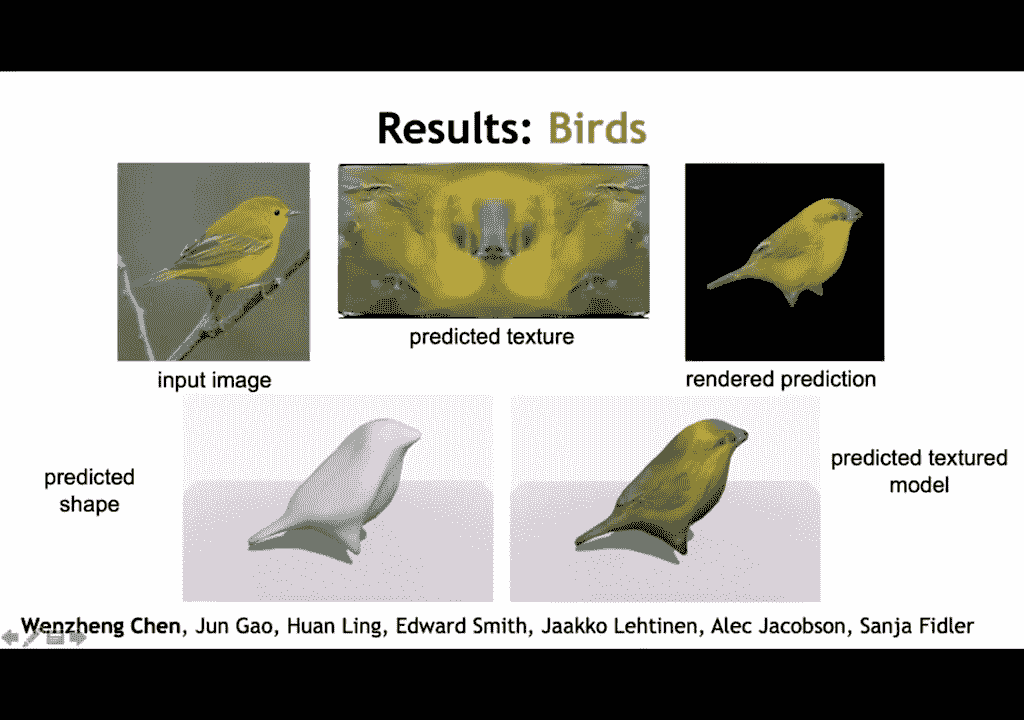 Results: Birds
input image
predicted texture
rendered prediction
predicted
shape
predicted textured
model
Wenzheng Chen, Jun Gao, Huan Ling, Edward Smith, Jaakko Lehtinen, Alec Jacobson, Sanja Fidler